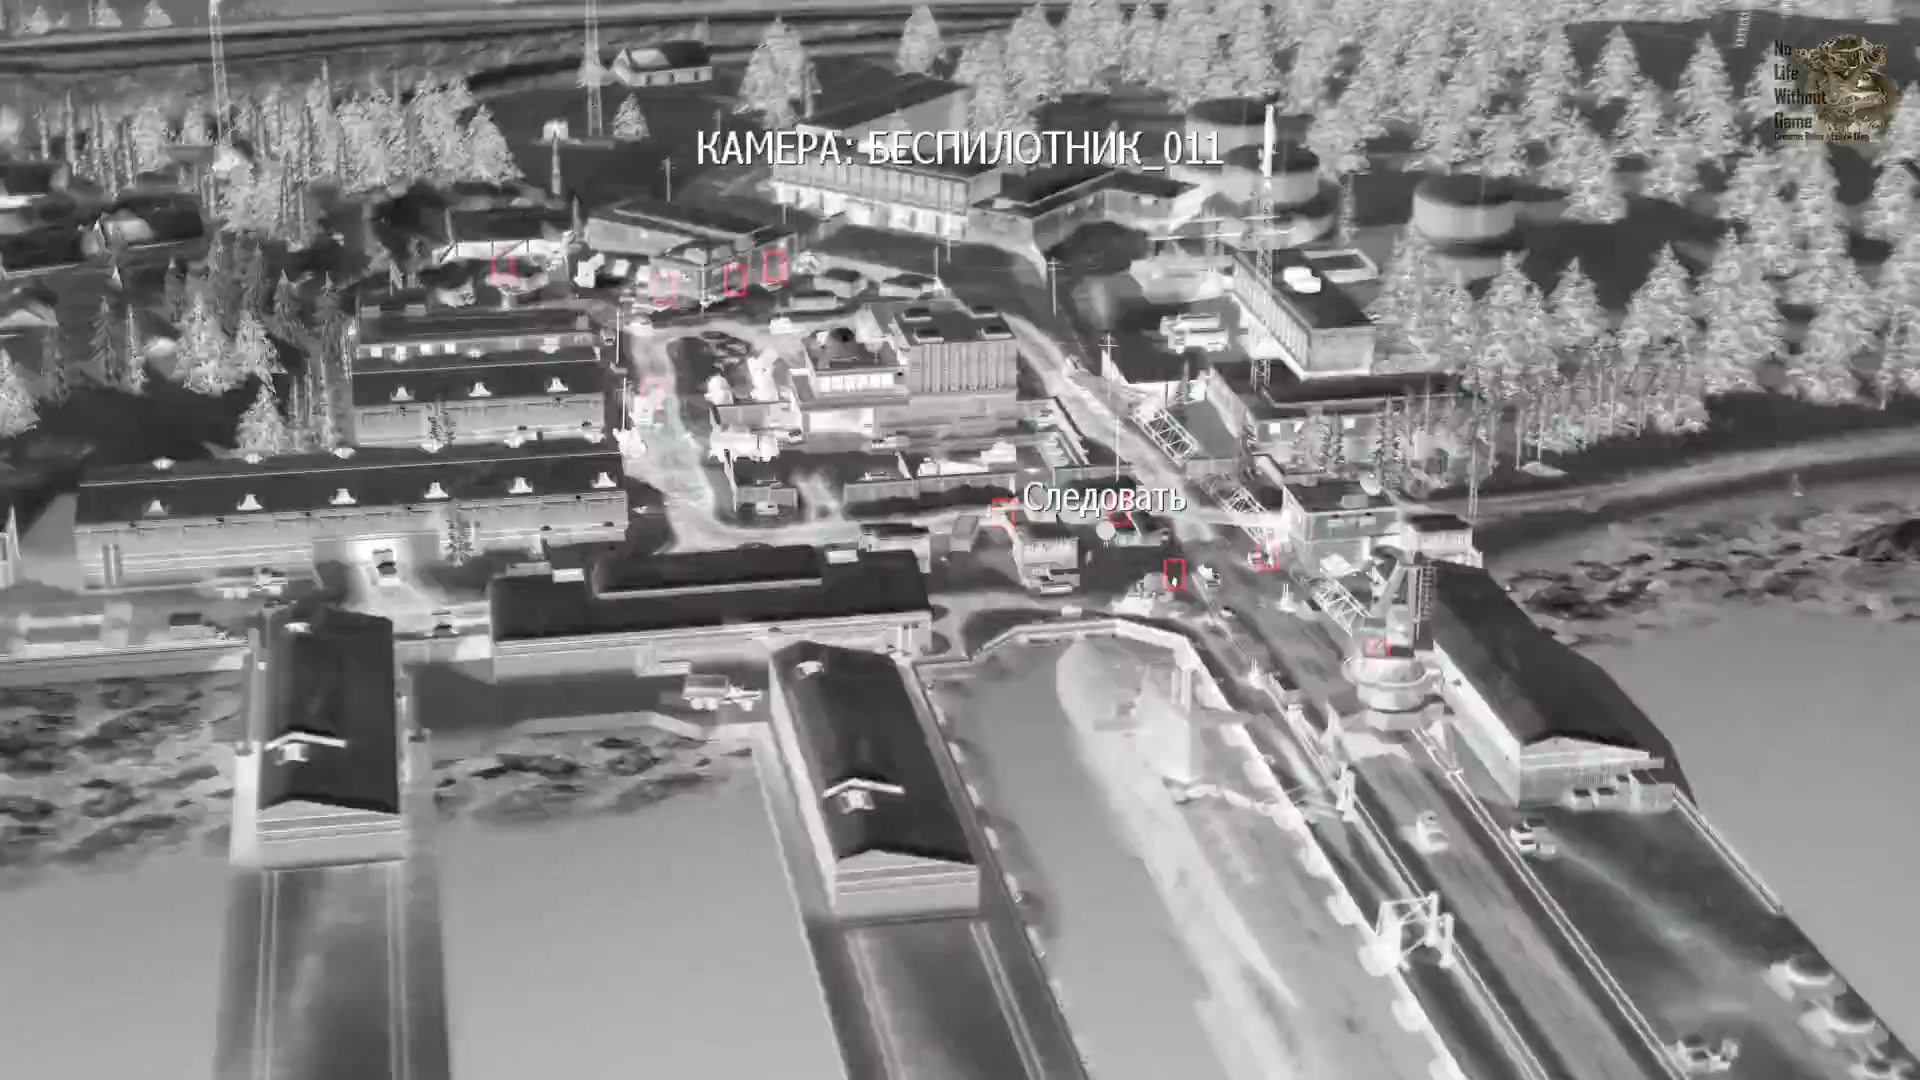 КАМЕРА: БЕСПИЛОТНИК_011
Следовать
No
Life
Without
Game